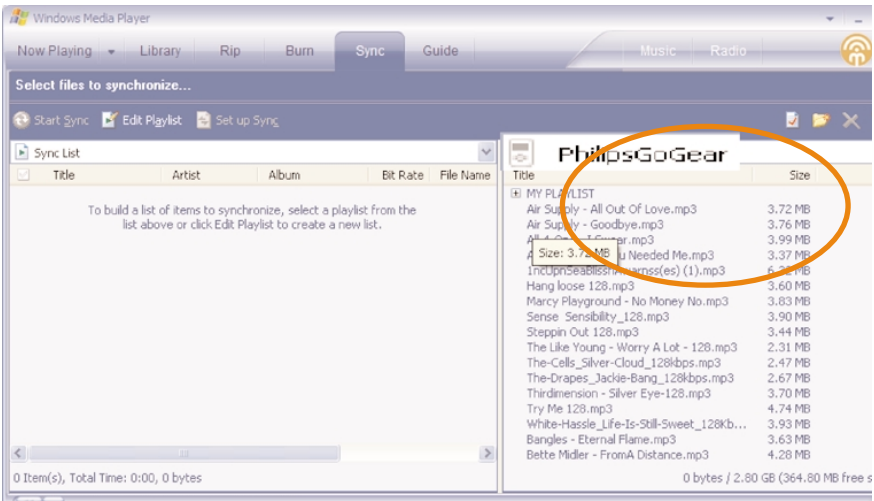 Windows Media Player
Now Playing Library Rip Burn Sync Guide Music Radio
Select files to synchronize...
Start Sync Edit Playlist Set up Sync
Sync List
Title Artist Album Bit Rate File Name
To build a list of items to synchronize, select a playlist from the
list above or click Edit Playlist to create a new list.
0 Item(s), Total Time: 0:00, 0 bytes
PhilipsGoGear
Title Size
MY PLAYLIST
Air Supply - All Out Of Love.mp3 3.72 MB
Air Supply - Goodbye.mp3 3.76 MB
.mp3 3.99 MB
Size: 3.72 MB
Needed Me.mp3 3.37 MB
(1).mp3 MB
Hang loose 128.mp3 3.60 MB
Marcy Playground - No Money No.mp3 3.83 MB
Sense Sensibility_128.mp3 3.90 MB
Steppin Out 128.mp3 3.44 MB
The Like Young - Worry A Lot - 128.mp3 2.31 MB
The-Cells_Silver-Cloud_128kbps.mp3 2.47 MB
The-Drapes_Jackie-Bang_128kbps.mp3 2.67 MB
Thirdimension - Silver Eye-128.mp3 3.70 MB
Try Me 128.mp3 4.74 MB
White-Hassle_Life-Is-Still-Sweet_128Kb... 3.93 MB
Bangles - Eternal Flame.mp3 3.63 MB
Bette Midler - FromA Distance.mp3 4.28 MB
0 bytes / 2.80 GB (364.80 MB free s